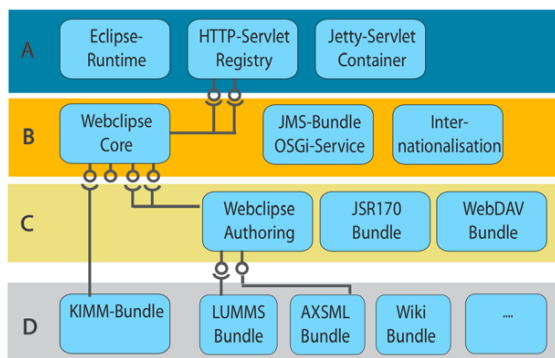 A
Eclipse-
Runtime
HTTP-Servlet
Registry
Jetty-Servlet
Container
B
Webclipse
Core
JMS-Bundle
OSGi-Service
Inter-
nationalisation
C
Webclipse
Authoring
JSR170
Bundle
WebDAV
Bundle
D
KIMM-Bundle
LUMMS
Bundle
AXSML
Bundle
Wiki
Bundle
....